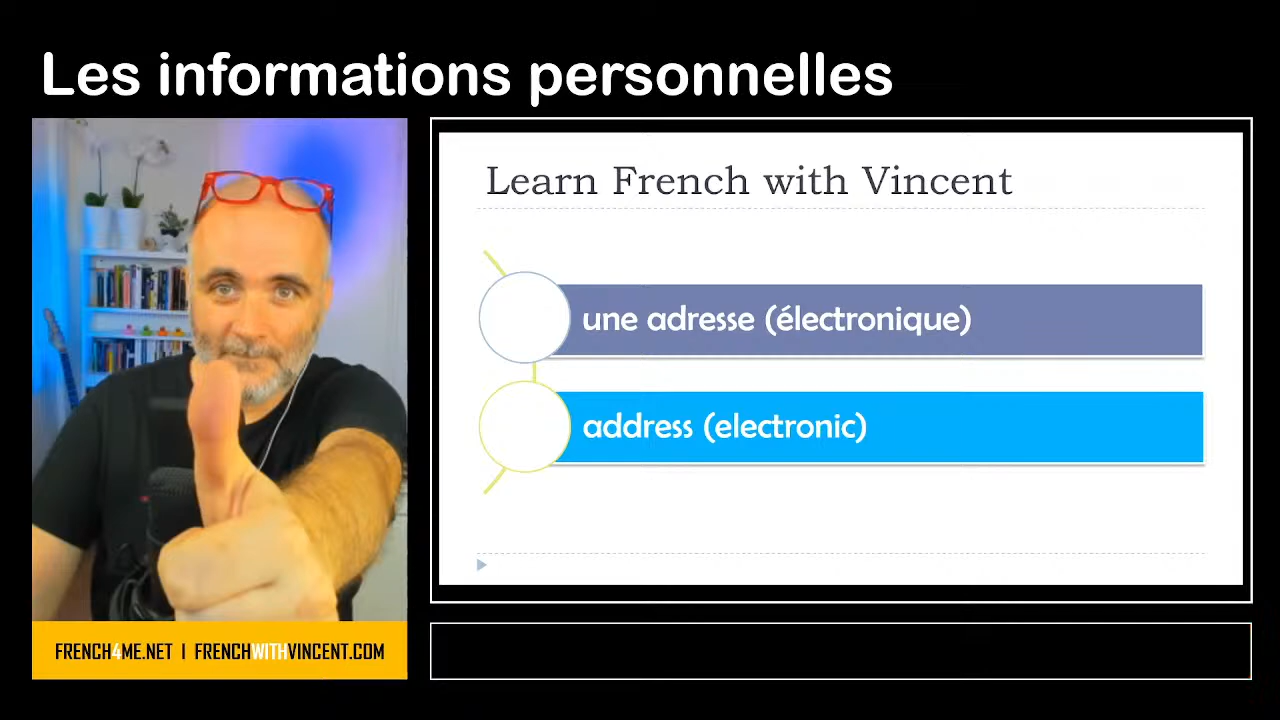 Les informations personnelles
Learn French with Vincent
une adresse (électronique)
address (electronic)
FRENCH4ME.NET I FRENCHWITHVINCENT.COM